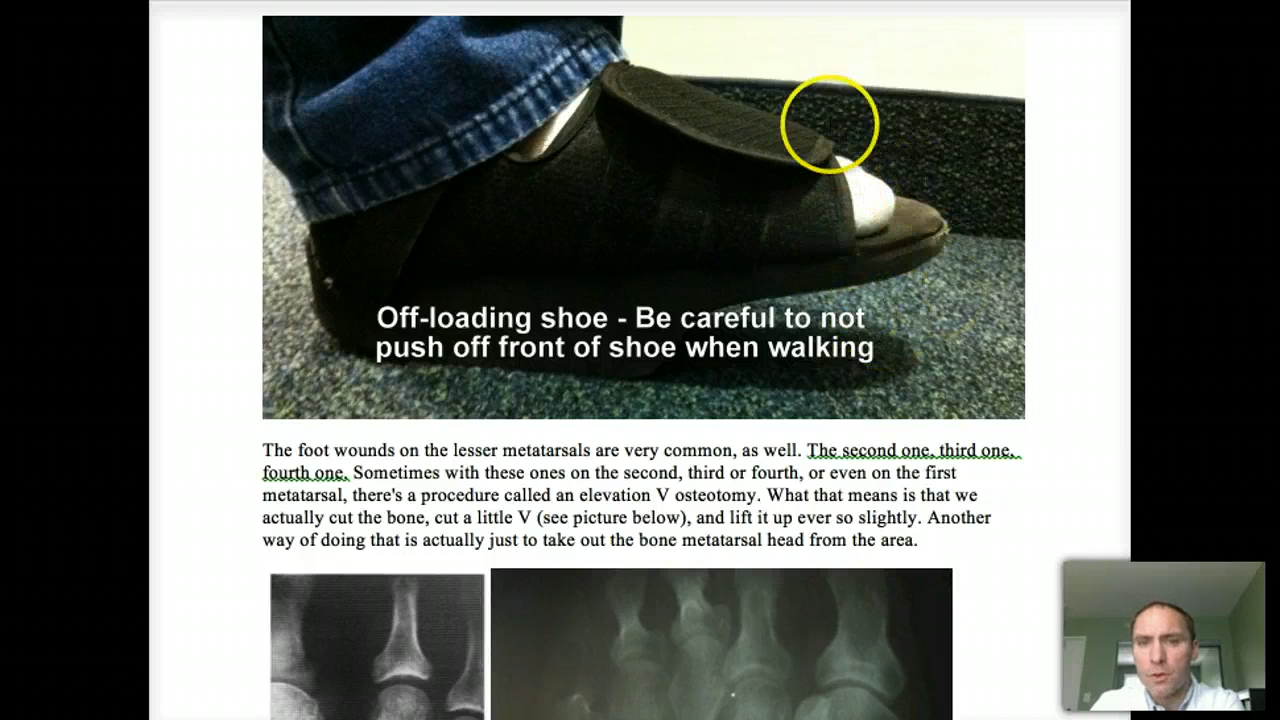 Off-loading shoe - Be careful to not
push off front of shoe when walking
The foot wounds on the lesser metatarsals are very common, as well. The second one, third one,
fourth one. Sometimes with these ones on the second, third or fourth, or even on the first
metatarsal, there's a procedure called an elevation V osteotomy. What that means is that we
actually cut the bone, cut a little V (see picture below), and lift it up ever so slightly. Another
way of doing that is actually just to take out the bone metatarsal head from the area.